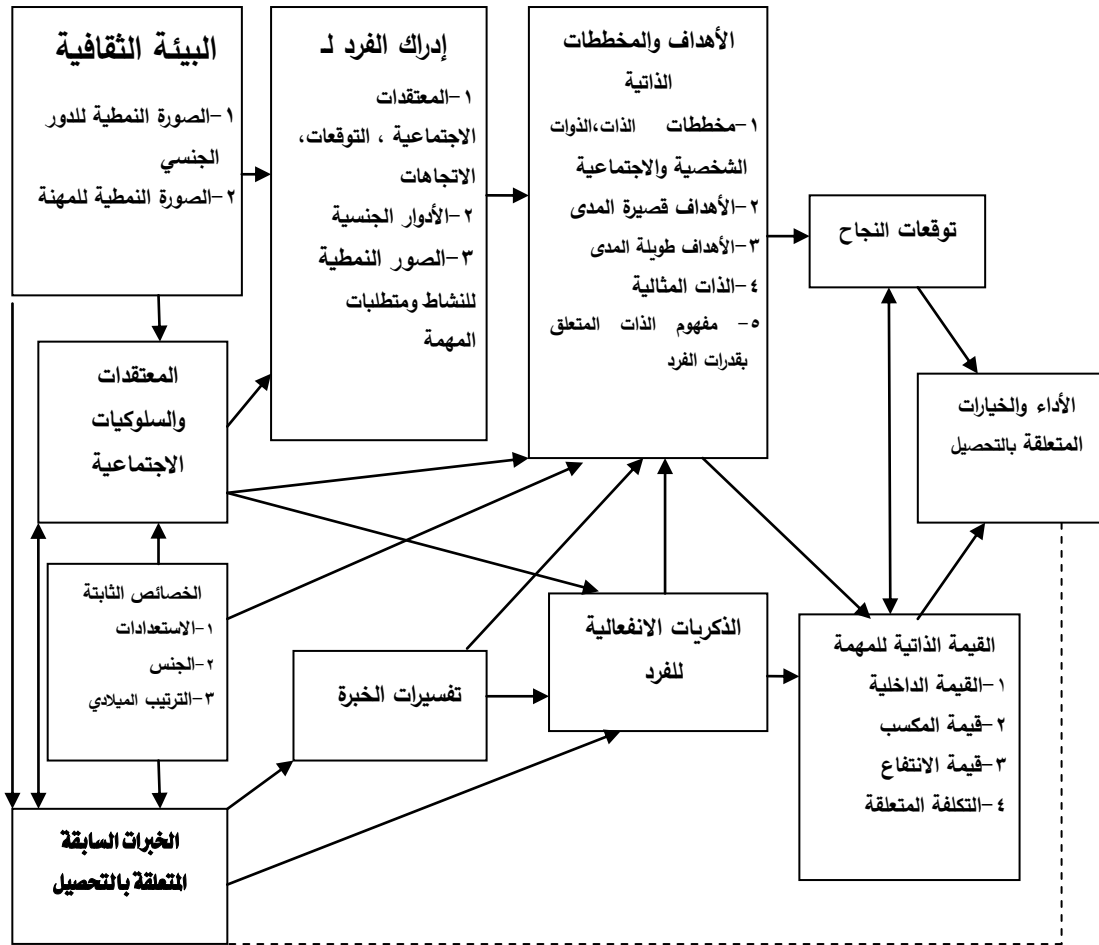 البيئة الثقافية
١-الصورة النمطية للدور
الجنسي
٢-الصورة النمطية للمهنة
إدراك الفرد لـ
١-المعتقدات
الاجتماعية ، التوقعات،
الاتجاهات
٢-الأدوار الجنسية
٣-الصور النمطية
للنشاط ومتطلبات
المهمة
الأهداف والمخططات
الذاتية
١-مخططات الذات،الذوات
الشخصية والاجتماعية
٢-الأهداف قصيرة المدى
٣-الأهداف طويلة المدى
٤-الذات المثالية
٥- مفهوم الذات المتعلق
بقدرات الفرد
توقعات النجاح
المعتقدات
والسلوكيات
الاجتماعية
الأداء والخيارات
المتعلقة بالتحصيل
الخصائص الثابتة
١-الاستعدادات
٢-الجنس
٣-الترتيب الميلادي
تفسيرات الخبرة
الذكريات الانفعالية
للفرد
القيمة الذاتية للمهمة
١-القيمة الداخلية
٢-قيمة المكسب
٣-قيمة الانتفاع
٤-التكلفة المتعلقة
الخبرات السابقة
المتعلقة بالتحصيل